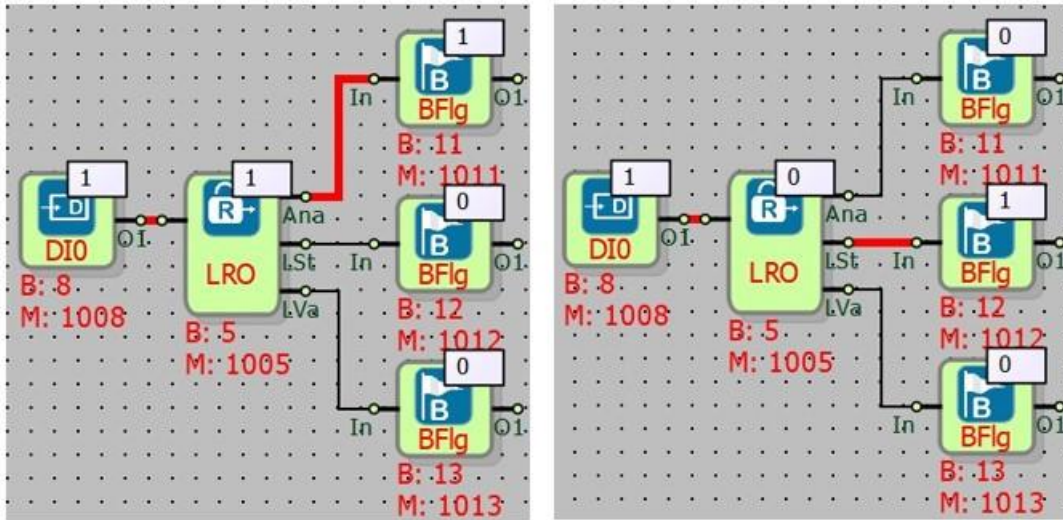 1
B
In
BFlg
O1
B: 11
M: 1011
1
D
DI0
O1
B: 8
M: 1008
1
R
LRO
Ana
LSt
LVa
B: 5
M: 1005
0
B
In
BFlg
O1
B: 12
M: 1012
0
B
In
BFlg
O1
B: 13
M: 1013
0
B
In
BFlg
O1
B: 11
M: 1011
1
D
DI0
O1
B: 8
M: 1008
0
R
LRO
Ana
LSt
LVa
B: 5
M: 1005
1
B
In
BFlg
O1
B: 12
M: 1012
0
B
In
BFlg
O1
B: 13
M: 1013